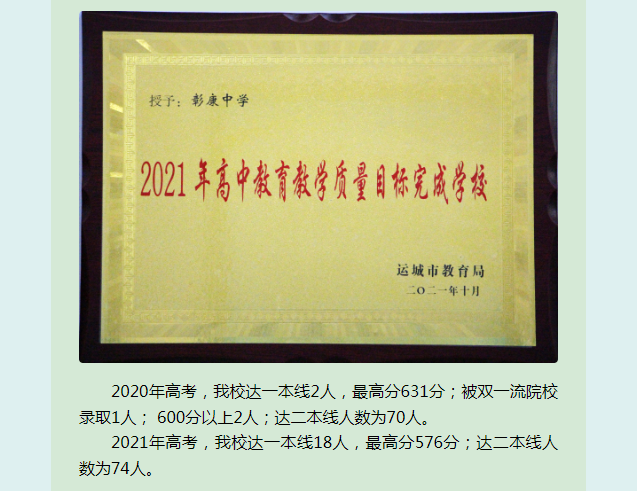 授予：彰康中学
2021年高中教育教学质量目标完成学校
运城市教育局
二〇二一年十月
2020年高考，我校达一本线2人，最高分631分；被双一流院校
录取1人； 600分以上2人；达二本线人数为70人。
2021年高考，我校达一本线18人，最高分576分；达二本线人
数为74人。